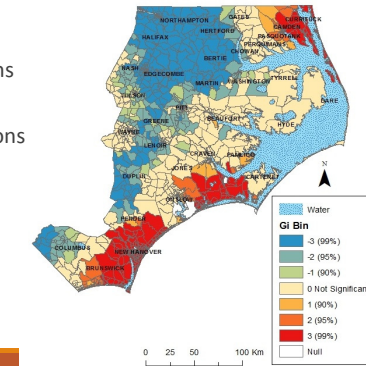 ns
ons
NORTHAMPTON
GATES
CURRITUCK
CAMDEN
PASQUOTANK
PERQUIMANS
HERTFORD
HALIFAX
CHOWAN
BERTIE
NASH
EDGECOMBE
MARTIN
WASHINGTON
TYRRELL
DARE
WILSON
PITT
BEAUFORT
HYDE
GREENE
WAYNE
LENOIR
CRAVEN
PAMLICO
JONES
CARTERET
DUPLIN
ONSLOW
PENDER
COLUMBUS
NEW HANOVER
BRUNSWICK
N
Water
Gi Bin
-3 (99%)
-2 (95%)
-1 (90%)
0 Not Significant
1 (90%)
2 (95%)
3 (99%)
Null
0 25 50 100 Km